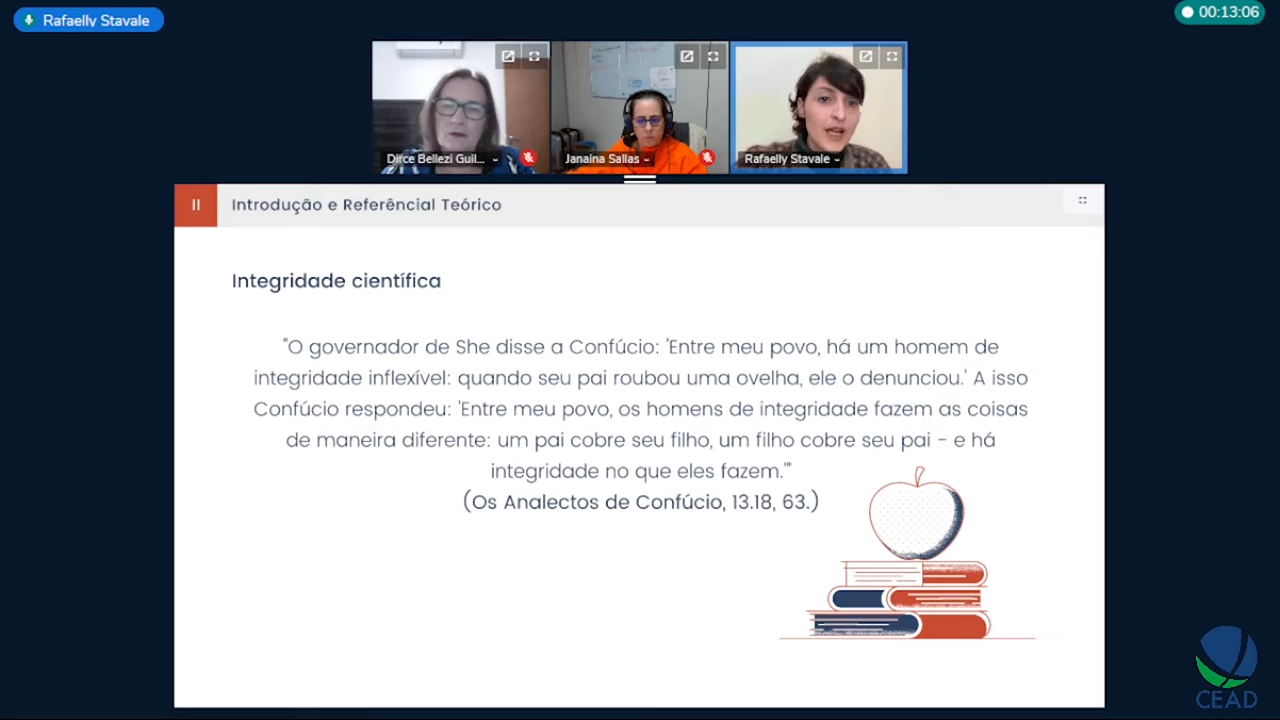 Rafaelly Stavale
00:13:06
Dirce Bellezi Guil...
Janaina Sallas
Rafaelly Stavale
II
Introdução e Referêncial Teórico
Integridade científica
"O governador de She disse a Confúcio: 'Entre meu povo, há um homem de
integridade inflexível: quando seu pai roubou uma ovelha, ele o denunciou.' A isso
Confúcio respondeu: 'Entre meu povo, os homens de integridade fazem as coisas
de maneira diferente: um pai cobre seu filho, um filho cobre seu pai - e há
integridade no que eles fazem.'"
(Os Analectos de Confúcio, 13.18, 63.)
CEAD